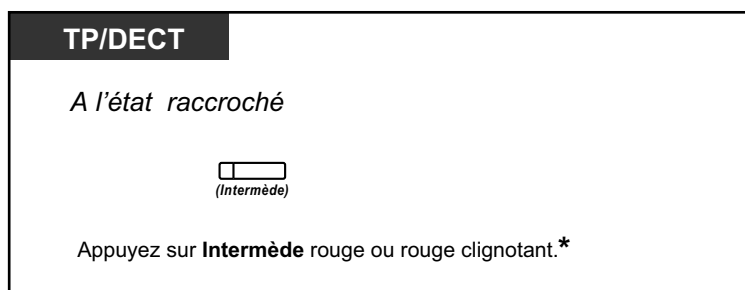 TP/DECT
A l'état raccroché
(Intermède)
Appuyez sur Intermède rouge ou rouge clignotant.*